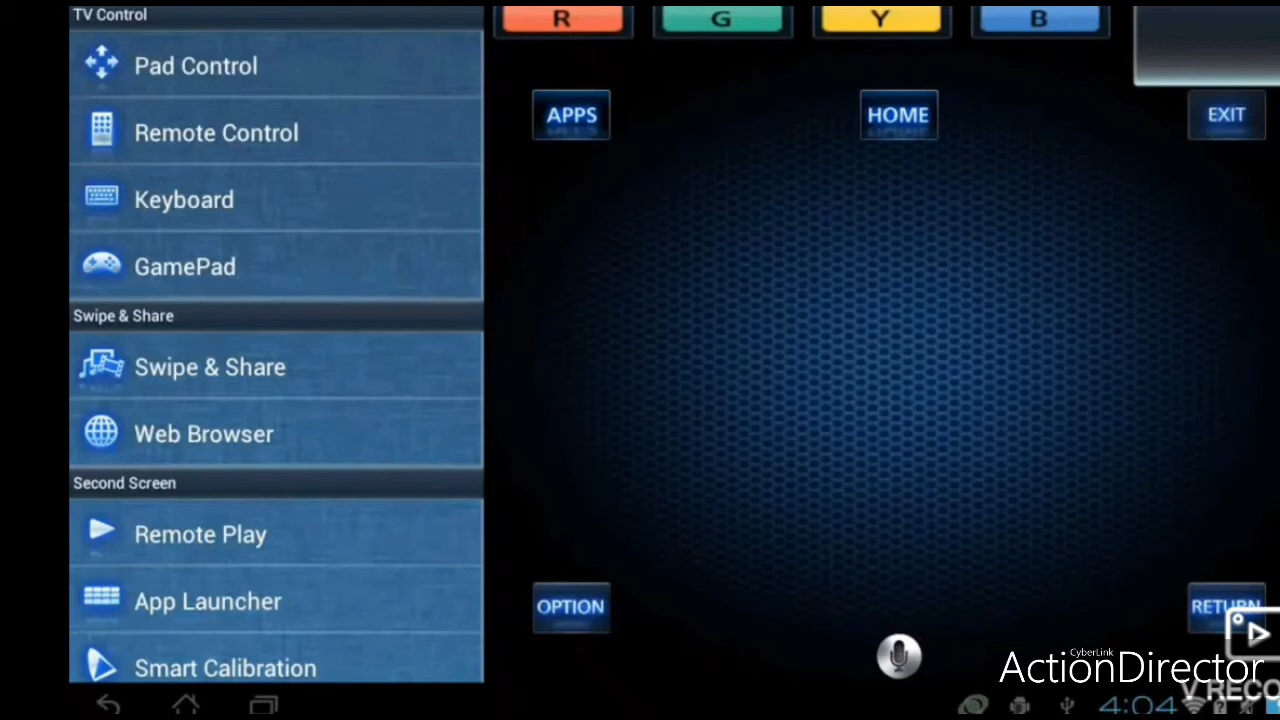 TV Control
Pad Control
Remote Control
Keyboard
GamePad
Swipe & Share
Swipe & Share
Web Browser
Second Screen
Remote Play
App Launcher
Smart Calibration
R G Y B
APPS HOME EXIT
OPTION RETURN
CyberLink
ActionDirector
V RECO
4:04